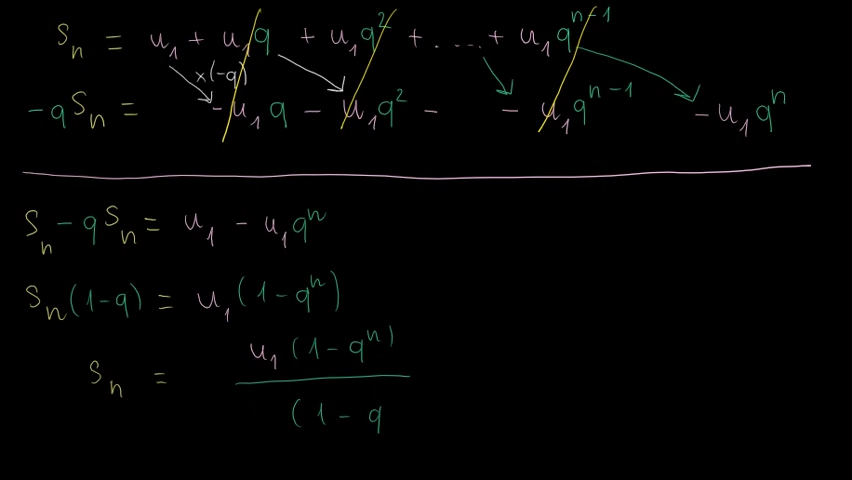 Sₙ = u₁ + u₁q + u₁q² + .... + u₁qⁿ⁻¹
×(-q)
-qSₙ = - u₁q - u₁q² - - u₁qⁿ⁻¹ - u₁qⁿ
Sₙ - qSₙ = u₁ - u₁qⁿ
Sₙ(1-q) = u₁(1-qⁿ)
u₁(1-qⁿ)
Sₙ =
(1-q